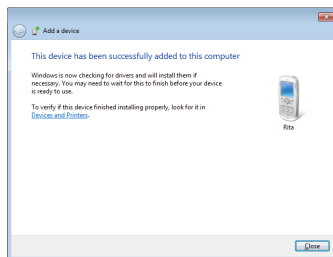 Add a device
This device has been successfully added to this computer
Windows is now checking for drivers and will install them if
necessary. You may need to wait for this to finish before your device
is ready to use.
To verify if this device finished installing properly, look for it in
Devices and Printers.
Rita
Close